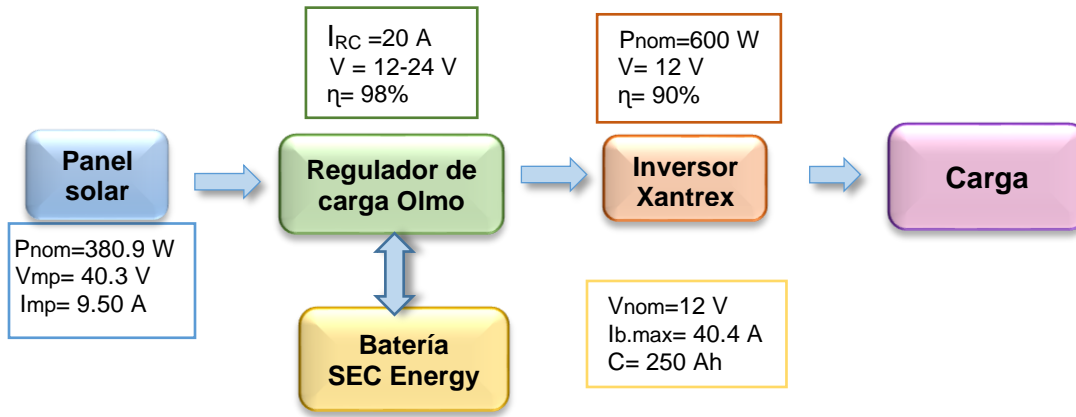 IRC =20 A
V = 12-24 V
η= 98%
Pnom=600 W
V= 12 V
η= 90%
Panel
solar
Regulador de
carga Olmo
Inversor
Xantrex
Carga
Pnom=380.9 W
Vmp= 40.3 V
Imp= 9.50 A
Batería
SEC Energy
Vnom=12 V
Ib.max= 40.4 A
C= 250 Ah